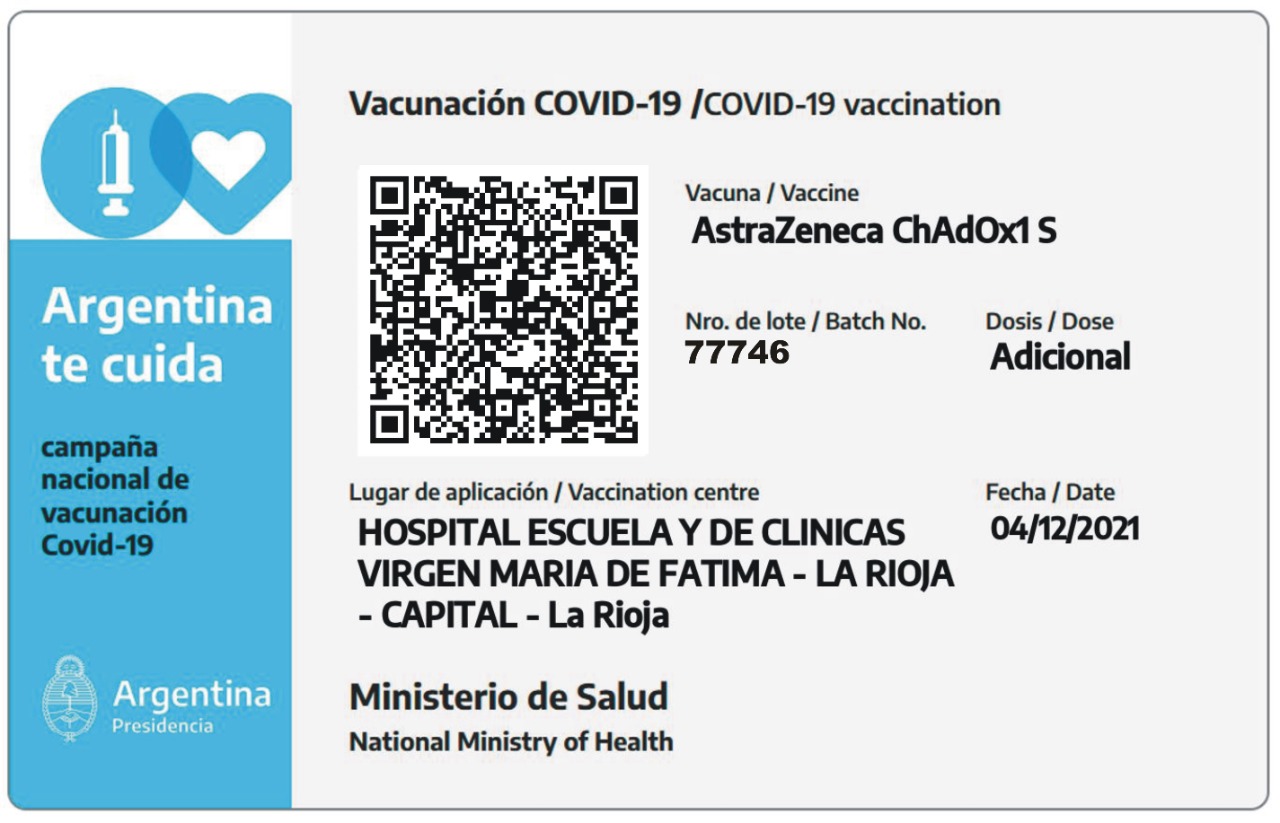 Vacunación COVID-19 /COVID-19 vaccination
Vacuna / Vaccine
AstraZeneca ChAdOx1 S
Nro. de lote / Batch No.
77746
Dosis / Dose
Adicional
Lugar de aplicación / Vaccination centre
HOSPITAL ESCUELA Y DE CLINICAS
VIRGEN MARIA DE FATIMA - LA RIOJA
- CAPITAL - La Rioja
Fecha / Date
04/12/2021
Ministerio de Salud
National Ministry of Health
Argentina
te cuida
campaña
nacional de
vacunación
Covid-19
Argentina
Presidencia